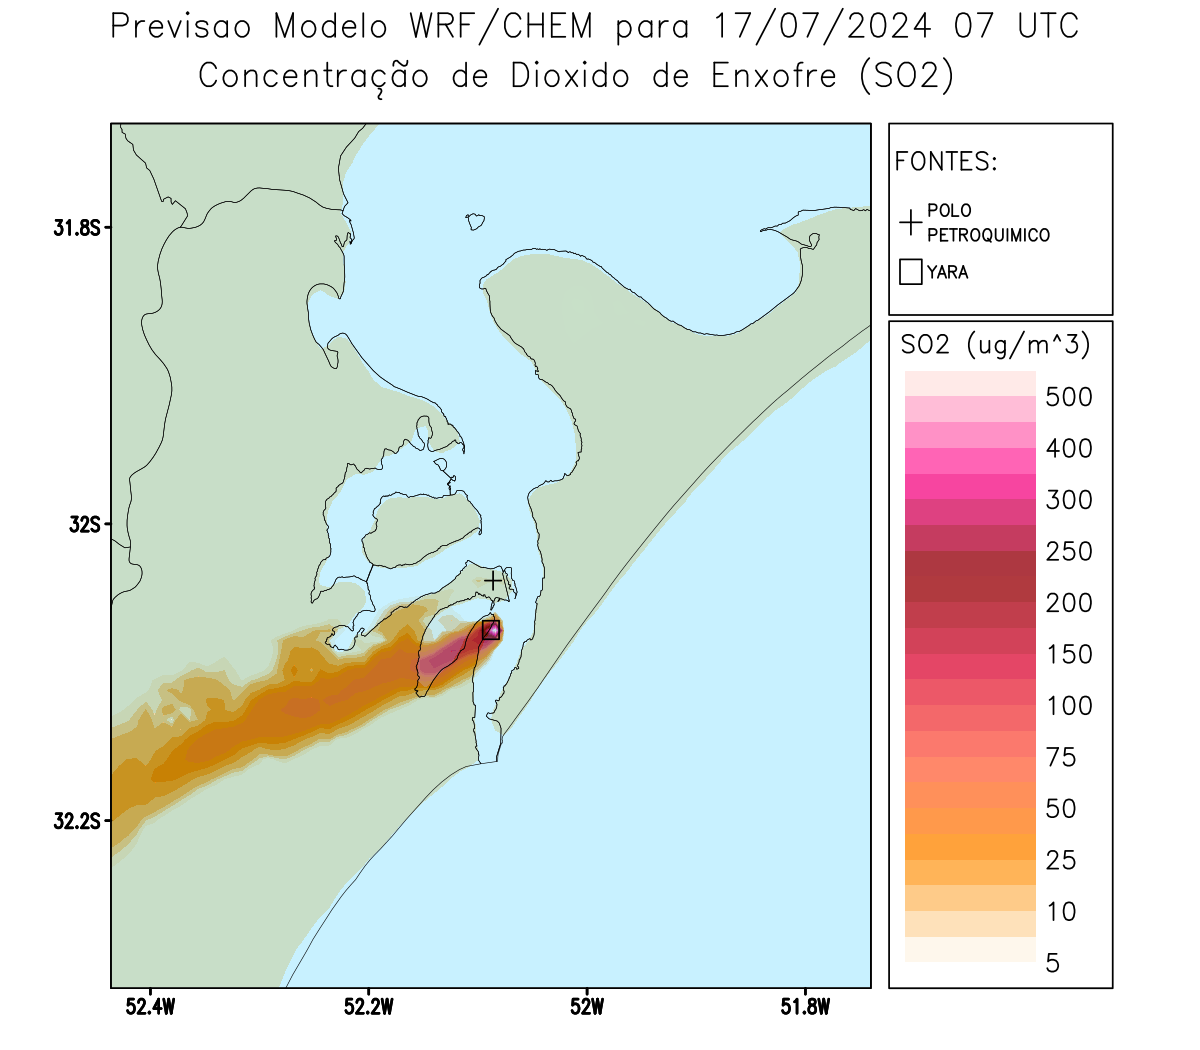 Previsao Modelo WRF/CHEM para 17/07/2024 07 UTC
Concentração de Dioxido de Enxofre (SO2)
FONTES:
POLO
PETROQUIMICO
YARA
31.8S
32S
32.2S
52.4W
52.2W
52W
51.8W
SO2 (ug/m^3)
500
400
300
250
200
150
100
75
50
25
10
5